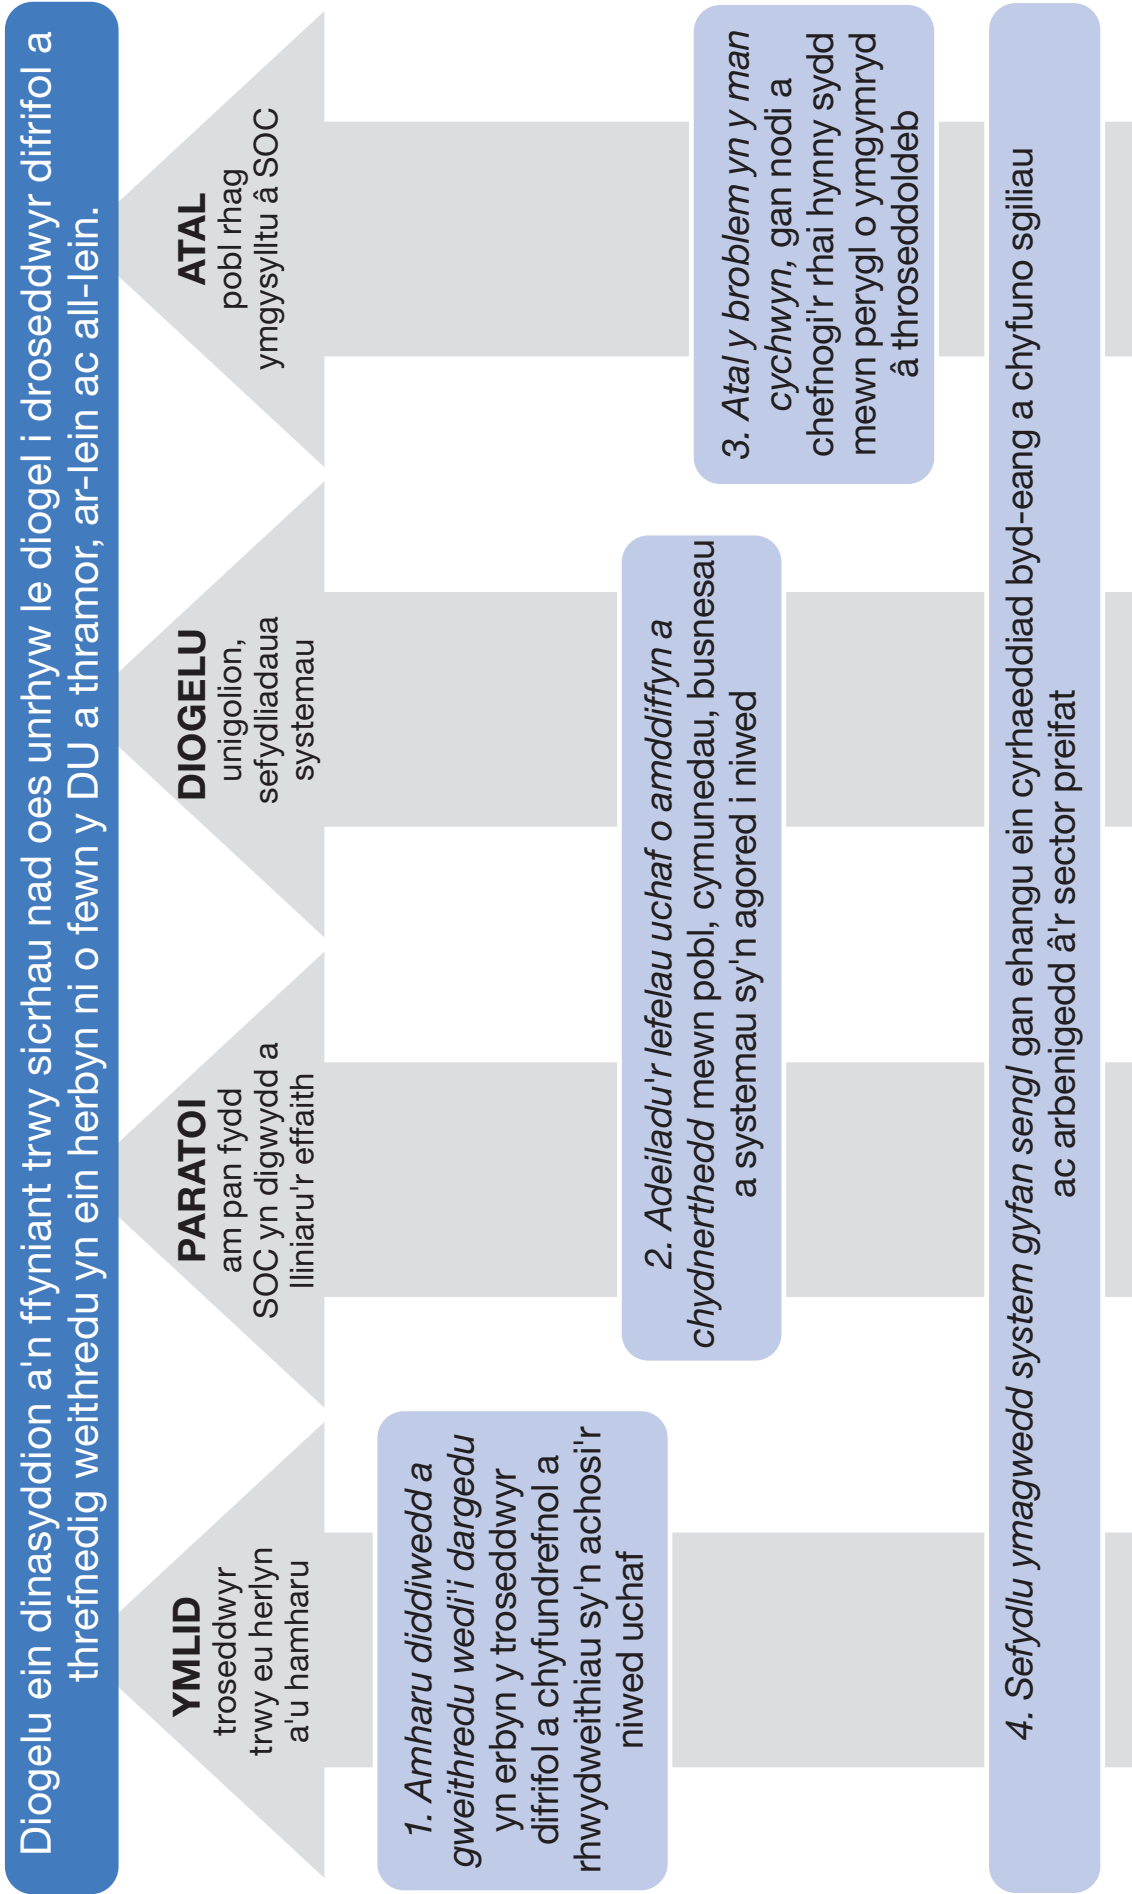 Diogelu ein dinasyddion a'n ffyniant trwy sicrhau nad oes unrhyw le diogel i droseddwyr difrifol a
threfnedig weithredu yn ein herbyn ni o fewn y DU a thramor, ar-lein ac all-lein.
YMLID
troseddwyr
trwy eu herlyn
a'u hamharu
PARATOI
am pan fydd
SOC yn digwydd a
lliniaru'r effaith
DIOGELU
unigolion,
sefydliadaua
systemau
ATAL
pobl rhag
ymgysylltu â SOC
1. Amharu diddiwedd a
gweithredu wedi'i dargedu
yn erbyn y troseddwyr
difrifol a chyfundrefnol a
rhwydweithiau sy'n achosi'r
niwed uchaf
2. Adeiladu'r lefelau uchaf o amddiffyn a
chydnerthedd mewn pobl, cymunedau, busnesau
a systemau sy'n agored i niwed
3. Atal y broblem yn y man
cychwyn, gan nodi a
chefnogi'r rhai hynny sydd
mewn perygl o ymgymryd
â throseddoldeb
4. Sefydlu ymagwedd system gyfan sengl gan ehangu ein cyrhaeddiad byd-eang a chyfuno sgiliau
ac arbenigedd â'r sector preifat